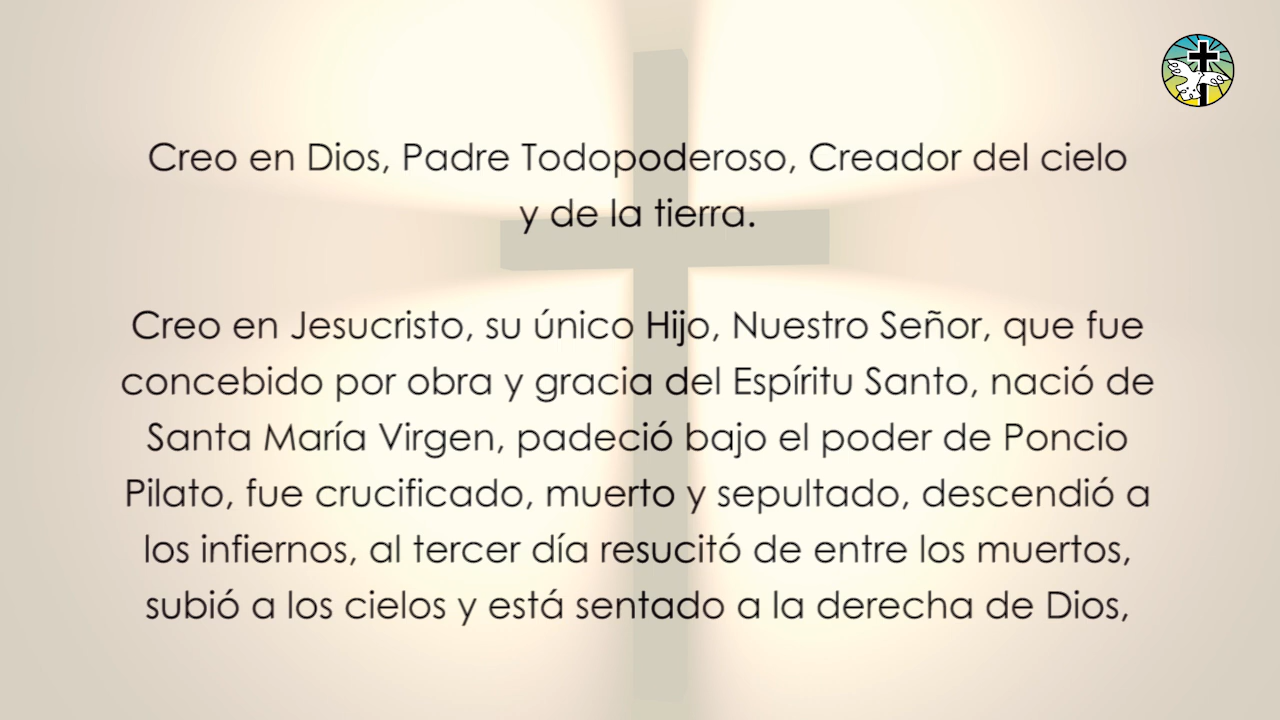 Creo en Dios, Padre Todopoderoso, Creador del cielo
y de la tierra.
Creo en Jesucristo, su único Hijo, Nuestro Señor, que fue
concebido por obra y gracia del Espíritu Santo, nació de
Santa María Virgen, padeció bajo el poder de Poncio
Pilato, fue crucificado, muerto y sepultado, descendió a
los infiernos, al tercer día resucitó de entre los muertos,
subió a los cielos y está sentado a la derecha de Dios,